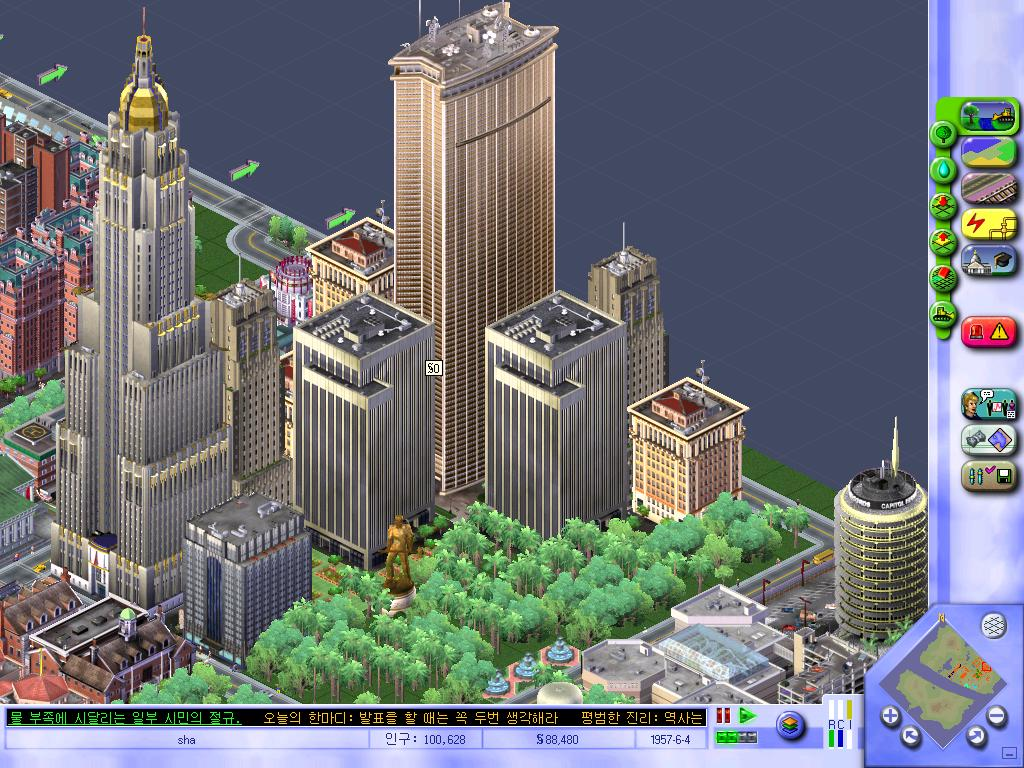 §0
CAPITOL
물 부족에 시달리는 일부 시민의 절규. 오늘의 한마디: 발표를 할 때는 꼭 두번 생각해라 평범한 진리: 역사는
sha 인구: 100,628 §88,480 1957-6-4
R C I
N